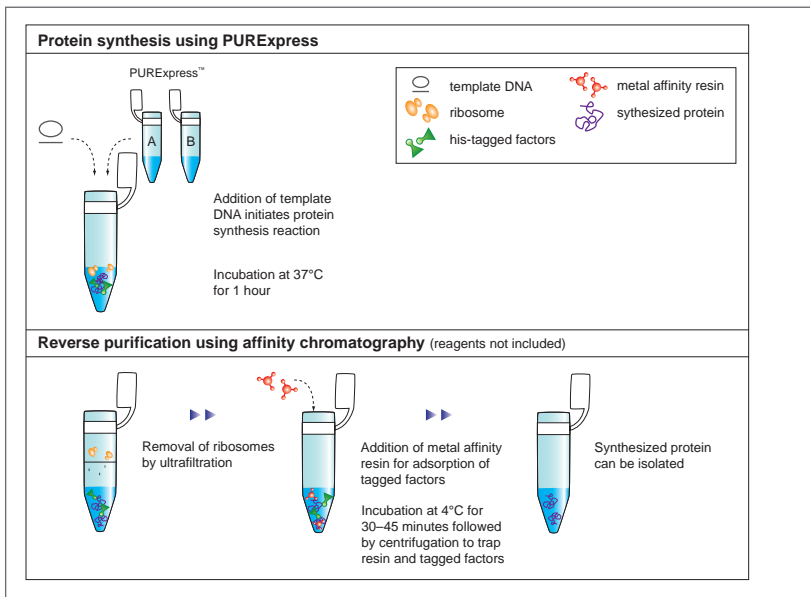 Protein synthesis using PURExpress
PURExpress™
A
B
template DNA
ribosome
his-tagged factors
metal affinity resin
sythesized protein
Addition of template
DNA initiates protein
synthesis reaction
Incubation at 37°C
for 1 hour
Reverse purification using affinity chromatography (reagents not included)
Removal of ribosomes
by ultrafiltration
Addition of metal affinity
resin for adsorption of
tagged factors
Incubation at 4°C for
30–45 minutes followed
by centrifugation to trap
resin and tagged factors
Synthesized protein
can be isolated